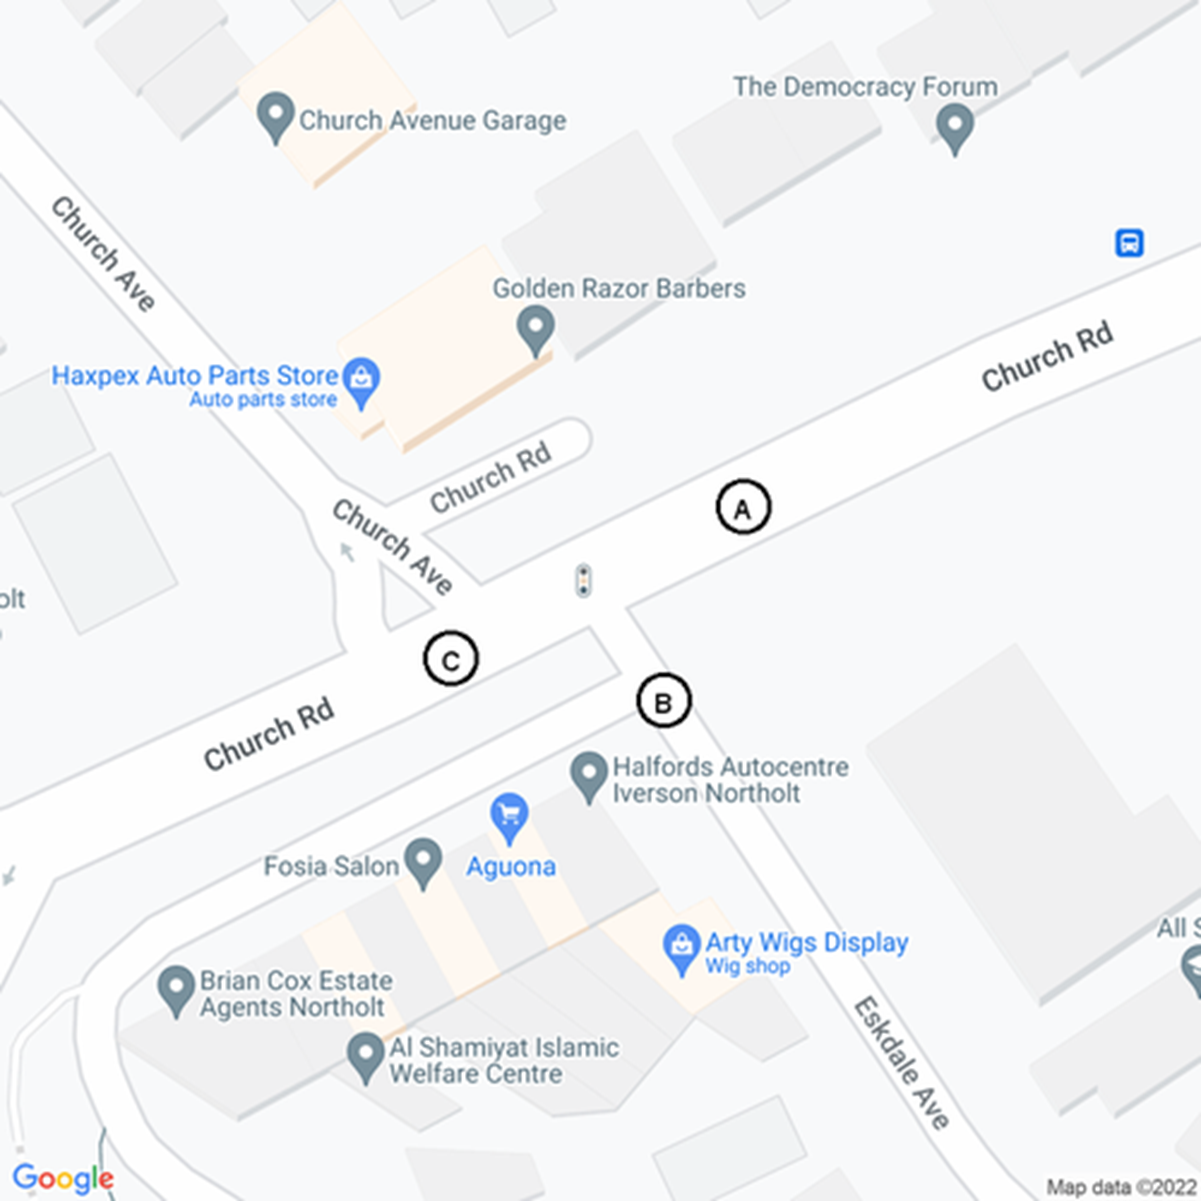 The Democracy Forum
Church Avenue Garage
Church Ave
Golden Razor Barbers
Church Rd
Haxpex Auto Parts Store
Auto parts store
Church Rd
A
Church Ave
olt
C
B
Church Rd
Halfords Autocentre
Iverson Northolt
Fosia Salon
Aguona
All S
Arty Wigs Display
Wig shop
Brian Cox Estate
Agents Northolt
Eskdale Ave
Al Shamiyat Islamic
Welfare Centre
Google
Map data ©2022